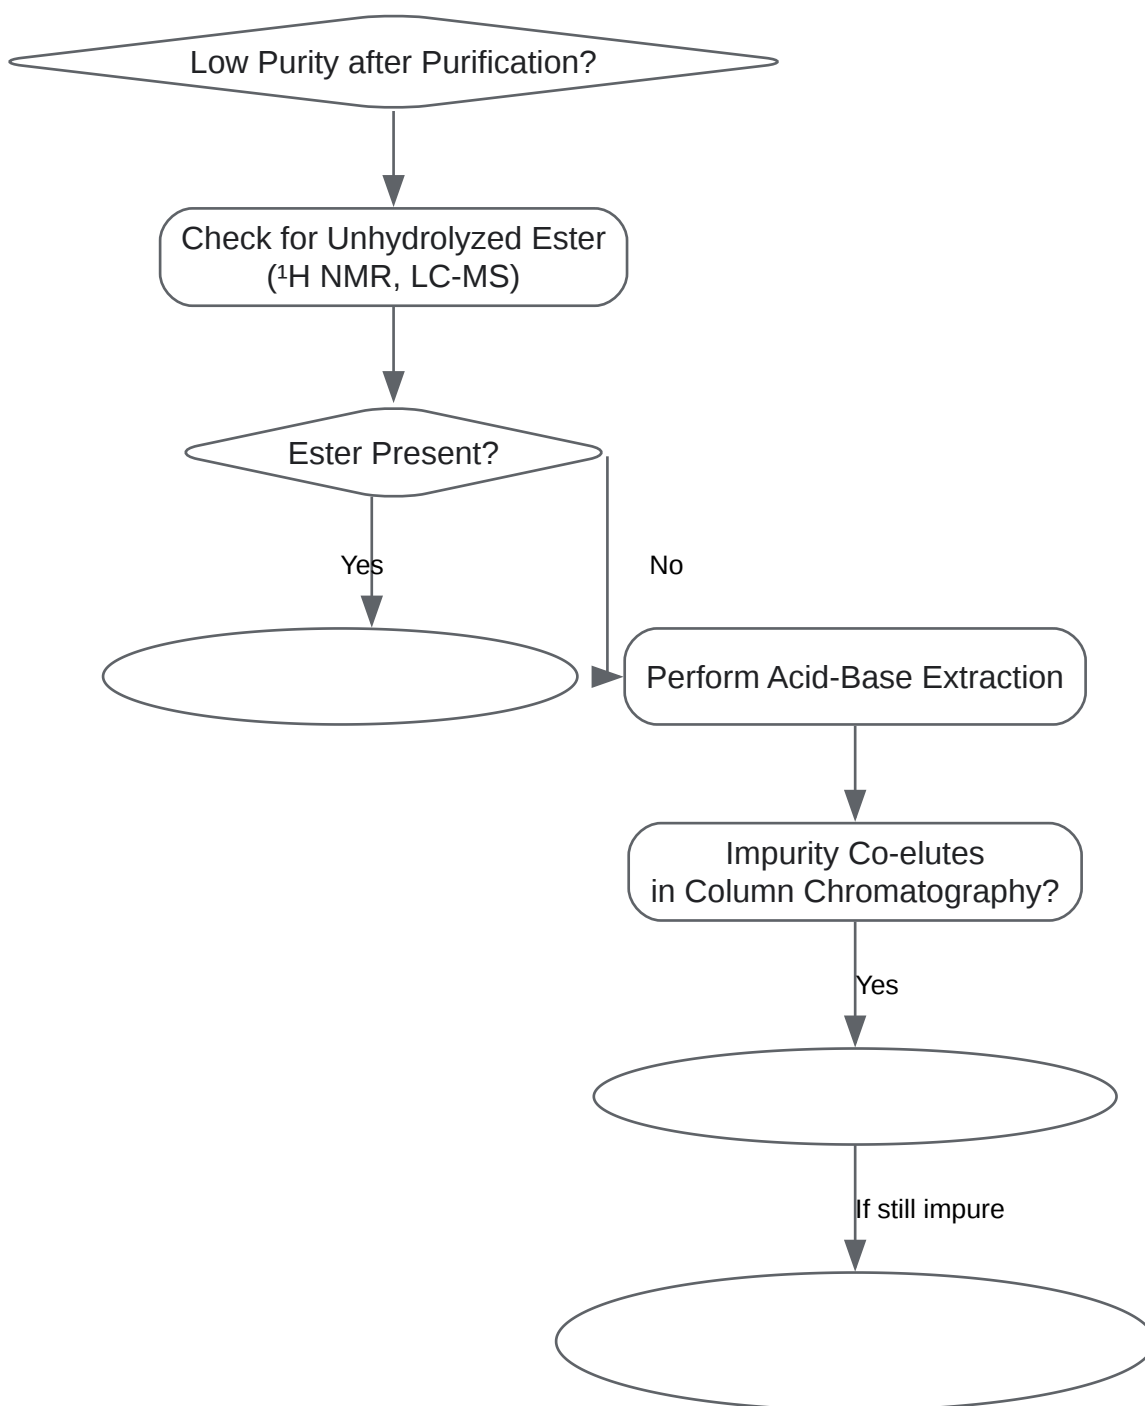 Low Purity after Purification?
Check for Unhydrolyzed Ester
(¹H NMR, LC-MS)
Ester Present?
Yes
No
Perform Acid-Base Extraction
Impurity Co-elutes
in Column Chromatography?
Yes
If still impure